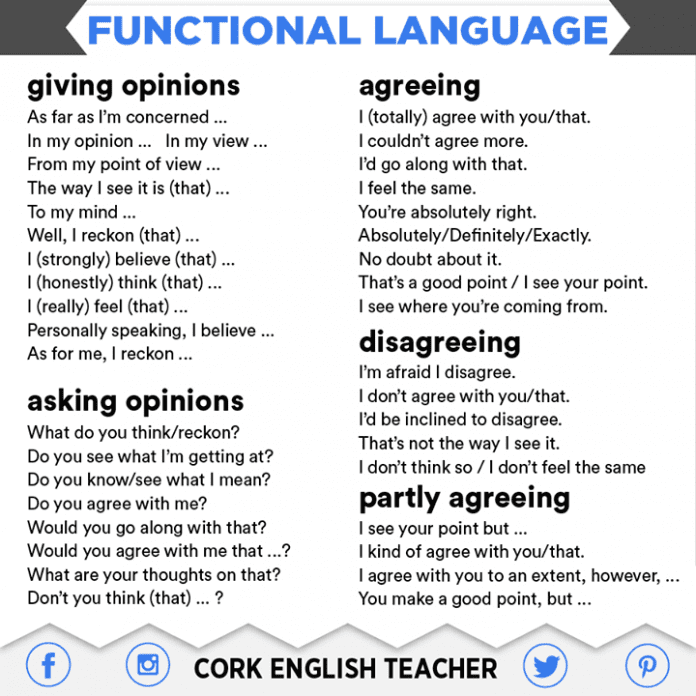 FUNCTIONAL LANGUAGE
giving opinions
As far as I'm concerned ...
In my opinion ...   In my view ...
From my point of view ...
The way I see it is (that) ...
To my mind ...
Well, I reckon (that) ...
I (strongly) believe (that) ...
I (honestly) think (that) ...
I (really) feel (that) ...
Personally speaking, I believe ...
As for me, I reckon ...
asking opinions
What do you think/reckon?
Do you see what I'm getting at?
Do you know/see what I mean?
Do you agree with me?
Would you go along with that?
Would you agree with me that ...?
What are your thoughts on that?
Don't you think (that) ... ?
agreeing
I (totally) agree with you/that.
I couldn't agree more.
I'd go along with that.
I feel the same.
You're absolutely right.
Absolutely/Definitely/Exactly.
No doubt about it.
That's a good point / I see your point.
I see where you're coming from.
disagreeing
I'm afraid I disagree.
I don't agree with you/that.
I'd be inclined to disagree.
That's not the way I see it.
I don't think so / I don't feel the same
partly agreeing
I see your point but ...
I kind of agree with you/that.
I agree with you to an extent, however, ...
You make a good point, but ...
CORK ENGLISH TEACHER